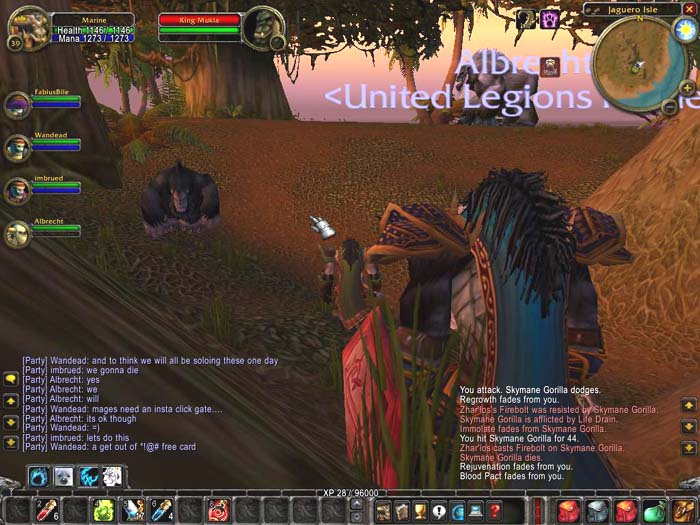 Marine
King Mukla
Jaguero Isle
Health 1146 / 1146
39
Mana 1273 / 1273
N
Albrecht
<United Legions
FabiusBile
Wandead
imbrued
Albrecht
[Party] Wandead: and to think we will all be soloing these one day
[Party] imbrued: we gonna die
[Party] Albrecht: yes
[Party] Albrecht: we
[Party] Albrecht: will
[Party] Wandead: mages need an insta click gate....
[Party] Albrecht: its ok though
[Party] Wandead: =)
[Party] imbrued: lets do this
[Party] Wandead: a get out of *!@# free card
You attack. Skymane Gorilla dodges.
Regrowth fades from you.
Zhar'los's Firebolt was resisted by Skymane Gorilla.
Skymane Gorilla is afflicted by Life Drain.
Immolate fades from Skymane Gorilla.
You hit Skymane Gorilla for 44.
Zhar'los casts Firebolt on Skymane Gorilla.
Skymane Gorilla dies.
Rejuvenation fades from you.
Blood Pact fades from you.
XP 28 / 96000